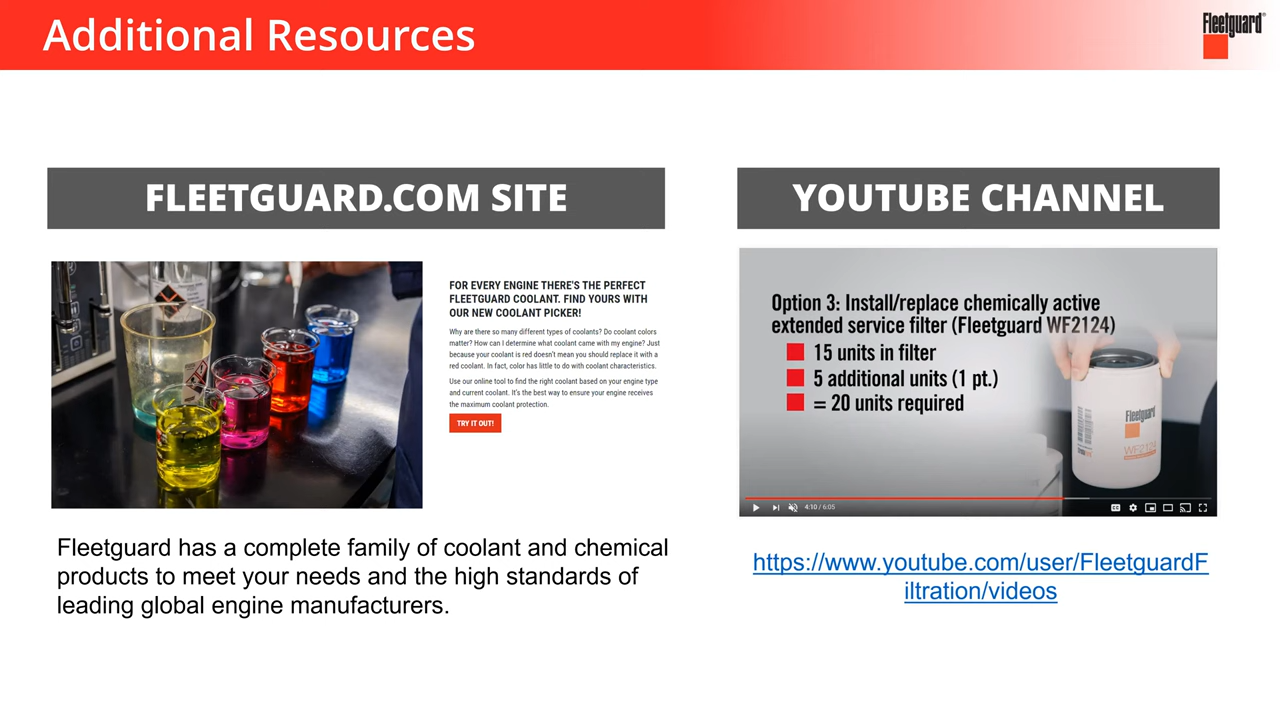 Additional Resources
Fleetguard®
FLEETGUARD.COM SITE
FOR EVERY ENGINE THERE'S THE PERFECT
FLEETGUARD COOLANT. FIND YOURS WITH
OUR NEW COOLANT PICKER!
Why are there so many different types of coolants? Do coolant colors
matter? How can I determine what coolant came with my engine? Just
because your coolant is red doesn't mean you should replace it with a
red coolant. In fact, color has little to do with coolant characteristics.
Use our online tool to find the right coolant based on your engine type
and current coolant. It's the best way to ensure your engine receives
the maximum coolant protection.
TRY IT OUT!
Fleetguard has a complete family of coolant and chemical
products to meet your needs and the high standards of
leading global engine manufacturers.
YOUTUBE CHANNEL
Option 3: Install/replace chemically active
extended service filter (Fleetguard WF2124)
15 units in filter
5 additional units (1 pt.)
= 20 units required
Fleetguard
WF2124
4:10 / 6:05
https://www.youtube.com/user/FleetguardF
iltration/videos